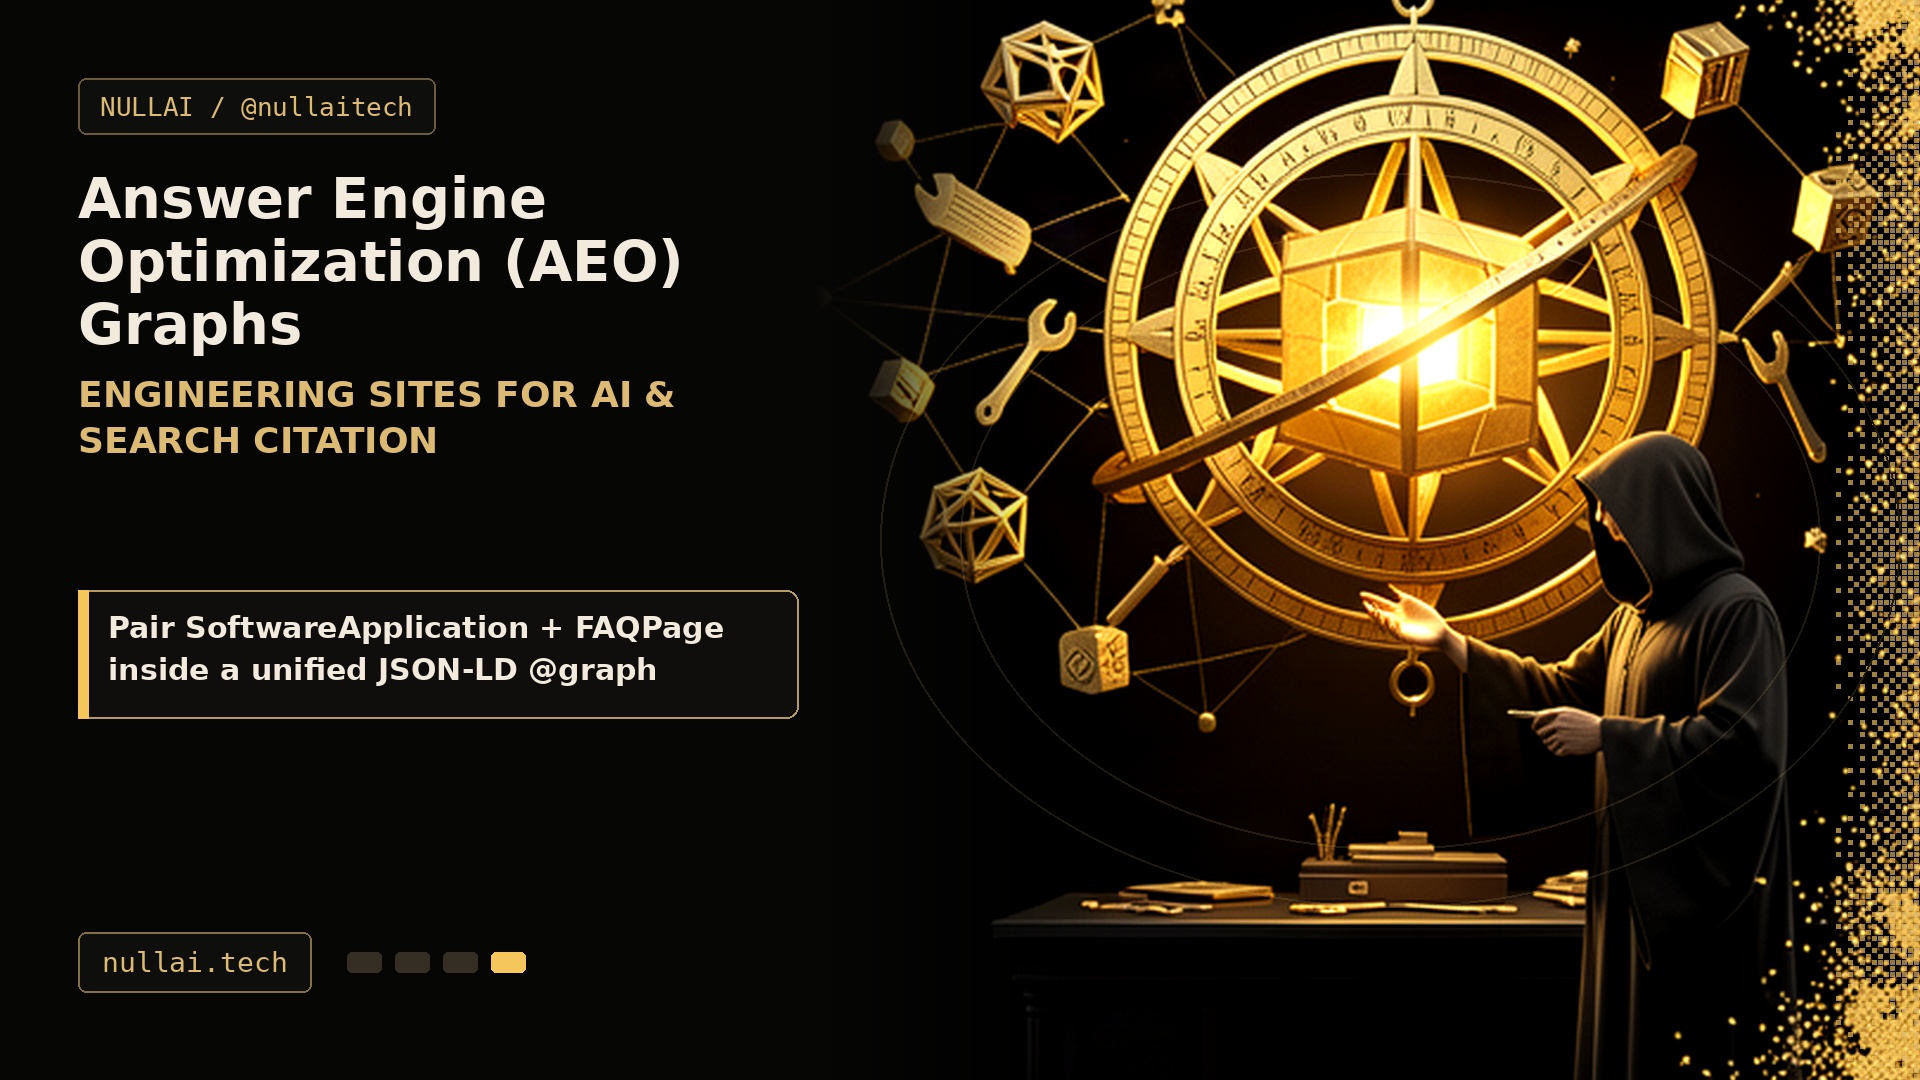 NULLAI / @nullaitech
Answer Engine
Optimization (AEO)
Graphs
ENGINEERING SITES FOR AI &
SEARCH CITATION
Pair SoftwareApplication + FAQPage
inside a unified JSON-LD @graph
nullai.tech